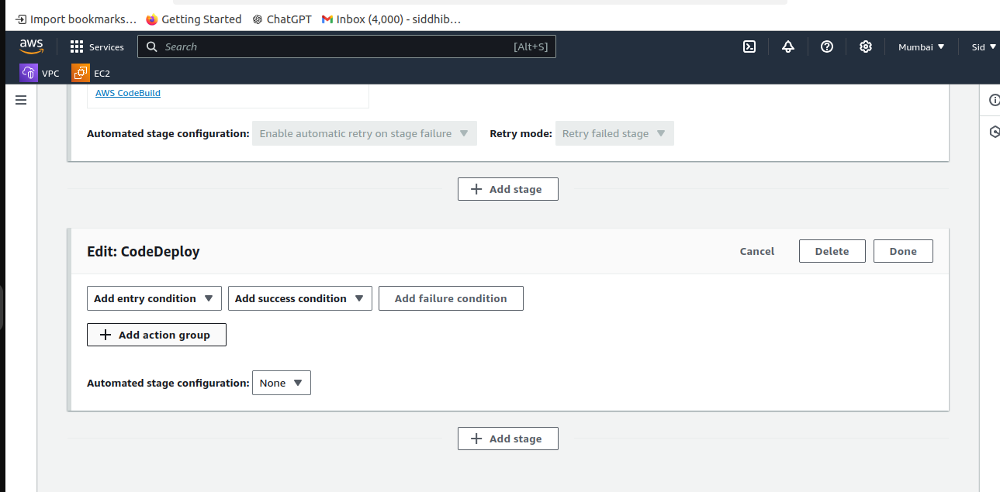 Import bookmarks... Getting Started ChatGPT Inbox (4,000) - siddhib...
aws Services Search [Alt+S] Mumbai Sid
VPC EC2
AWS CodeBuild
Automated stage configuration: Enable automatic retry on stage failure Retry mode: Retry failed stage
Add stage
Edit: CodeDeploy Cancel Delete Done
Add entry condition Add success condition Add failure condition
Add action group
Automated stage configuration: None
Add stage